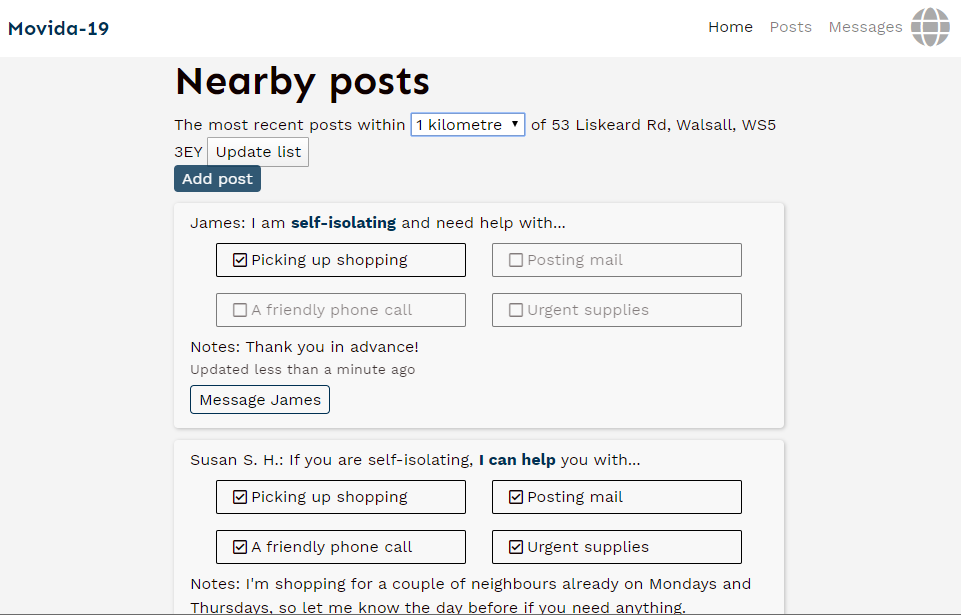 Movida-19
Home Posts Messages
Nearby posts
The most recent posts within 1 kilometre of 53 Liskeard Rd, Walsall, WS5
3EY Update list
Add post
James: I am self-isolating and need help with...
Picking up shopping Posting mail
A friendly phone call Urgent supplies
Notes: Thank you in advance!
Updated less than a minute ago
Message James
Susan S. H.: If you are self-isolating, I can help you with...
Picking up shopping Posting mail
A friendly phone call Urgent supplies
Notes: I'm shopping for a couple of neighbours already on Mondays and
Thursdays, so let me know the day before if you need anything.